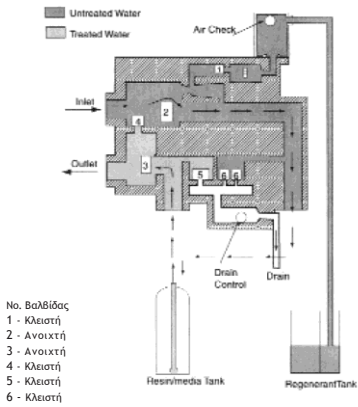 Untreated Water
Treated Water
Air Check
1
Inlet
2
4
Outlet
3
5
6 6
Drain
Control
Drain
Resin/media Tank
RegenerantTank
Νο. Βαλβίδας
1 - Κλειστή
2 - Ανοιχτή
3 - Ανοιχτή
4 - Κλειστή
5 - Κλειστή
6 - Κλειστή